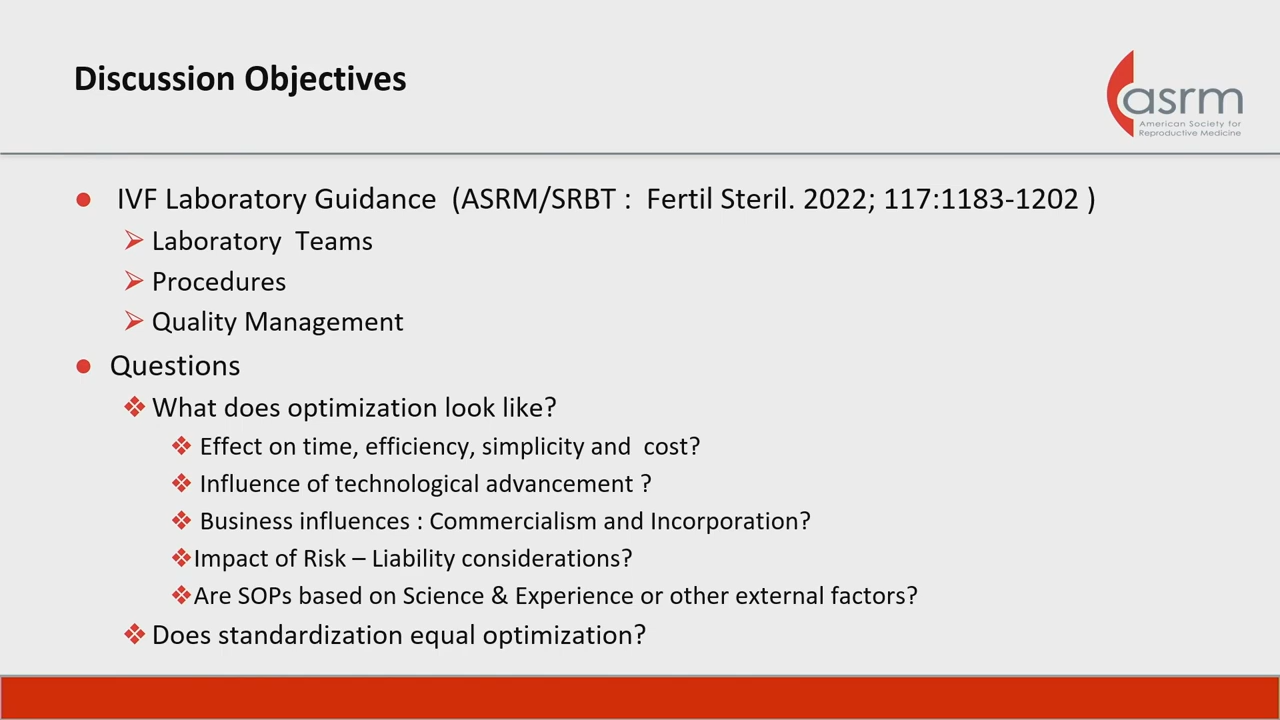 Discussion Objectives
asrm
American Society for
Reproductive Medicine
IVF Laboratory Guidance (ASRM/SRBT : Fertil Steril. 2022; 117:1183-1202 )
Laboratory Teams
Procedures
Quality Management
Questions
What does optimization look like?
Effect on time, efficiency, simplicity and cost?
Influence of technological advancement ?
Business influences : Commercialism and Incorporation?
Impact of Risk – Liability considerations?
Are SOPs based on Science & Experience or other external factors?
Does standardization equal optimization?